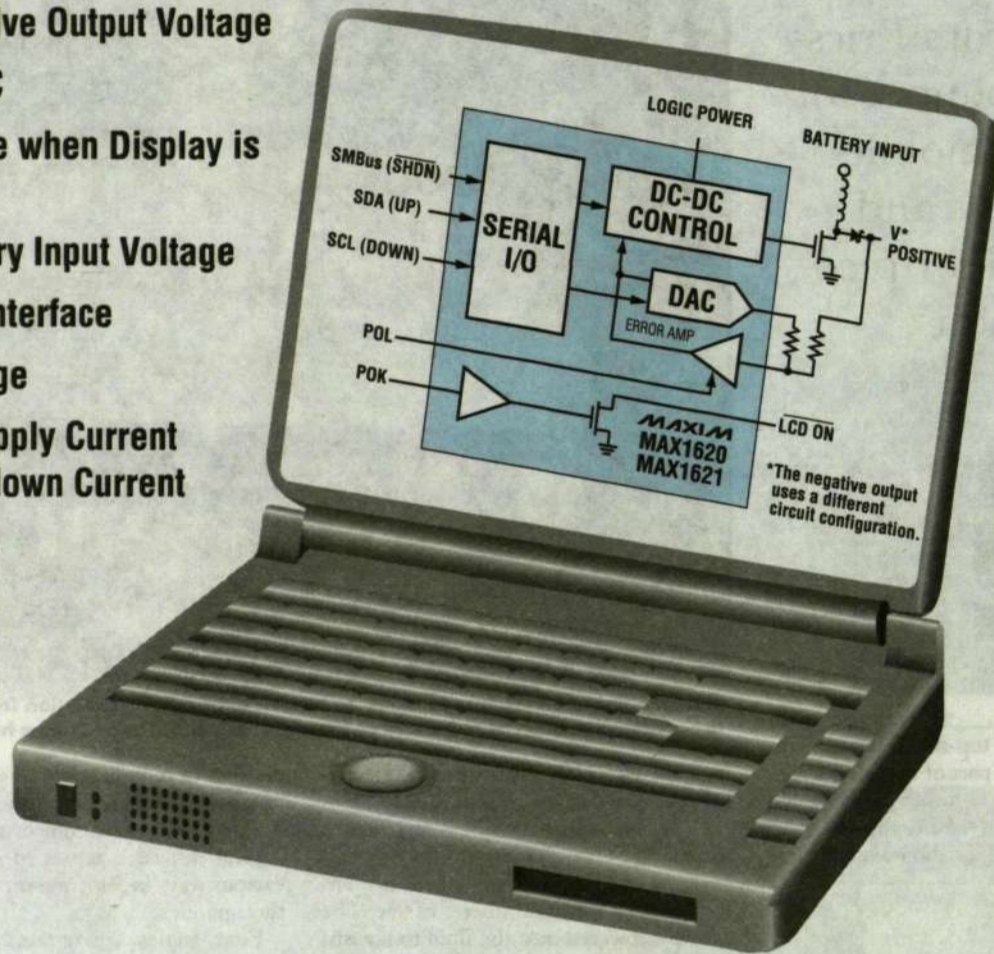 ve Output Voltage
when Display is
ry Input Voltage
nterface
ge
pply Current
down Current
LOGIC POWER
BATTERY INPUT
SMBus (SHDN)
SDA (UP)
SCL (DOWN)
SERIAL
I/O
DC-DC
CONTROL
V*
POSITIVE
DAC
ERROR AMP
POL
POK
LCD ON
MAXIM
MAX1620
MAX1621
*The negative output
uses a different
circuit configuration.